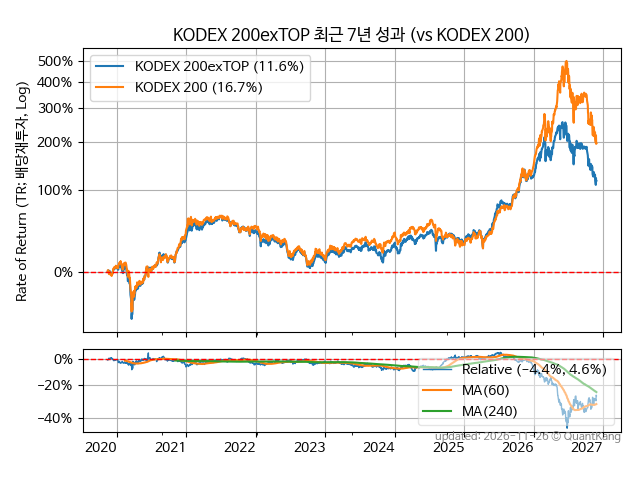 KODEX 200exTOP 최근 7년 성과 (vs KODEX 200)
Rate of Return (TR: 배당재투자, Log)
500%
400%
300%
200%
100%
0%
KODEX 200exTOP (11.6%)
KODEX 200 (16.7%)
0%
−20%
−40%
Relative (−4.4%, 4.6%)
MA(60)
MA(240)
updated: 2026-11-26 © QuantKang
2020 2021 2022 2023 2024 2025 2026 2027